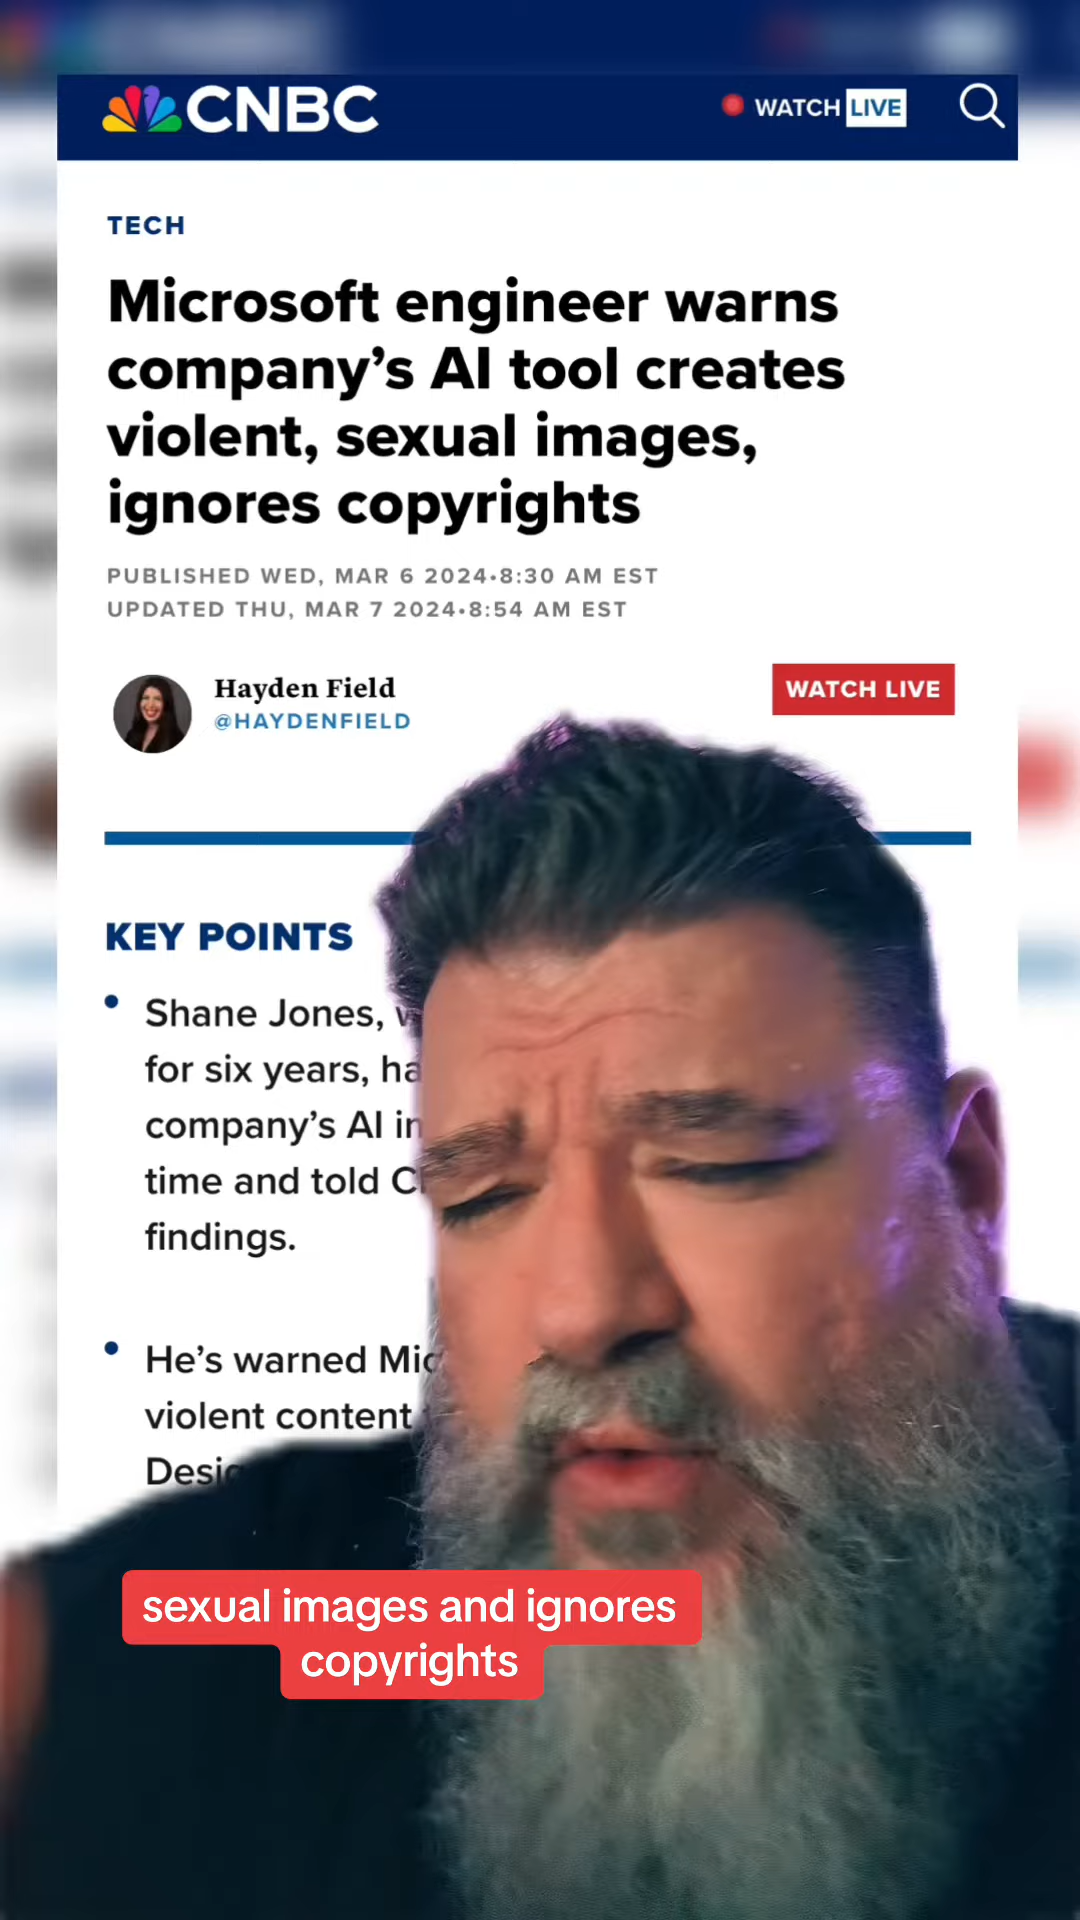 CNBC
WATCH LIVE
TECH
Microsoft engineer warns
company's AI tool creates
violent, sexual images,
ignores copyrights
PUBLISHED WED, MAR 6 2024•8:30 AM EST
UPDATED THU, MAR 7 2024•8:54 AM EST
Hayden Field
@HAYDENFIELD
WATCH LIVE
KEY POINTS
• Shane Jones,
for six years,
company's AI
time and told
findings.
• He's warned
violent content
sexual images and ignores
copyrights